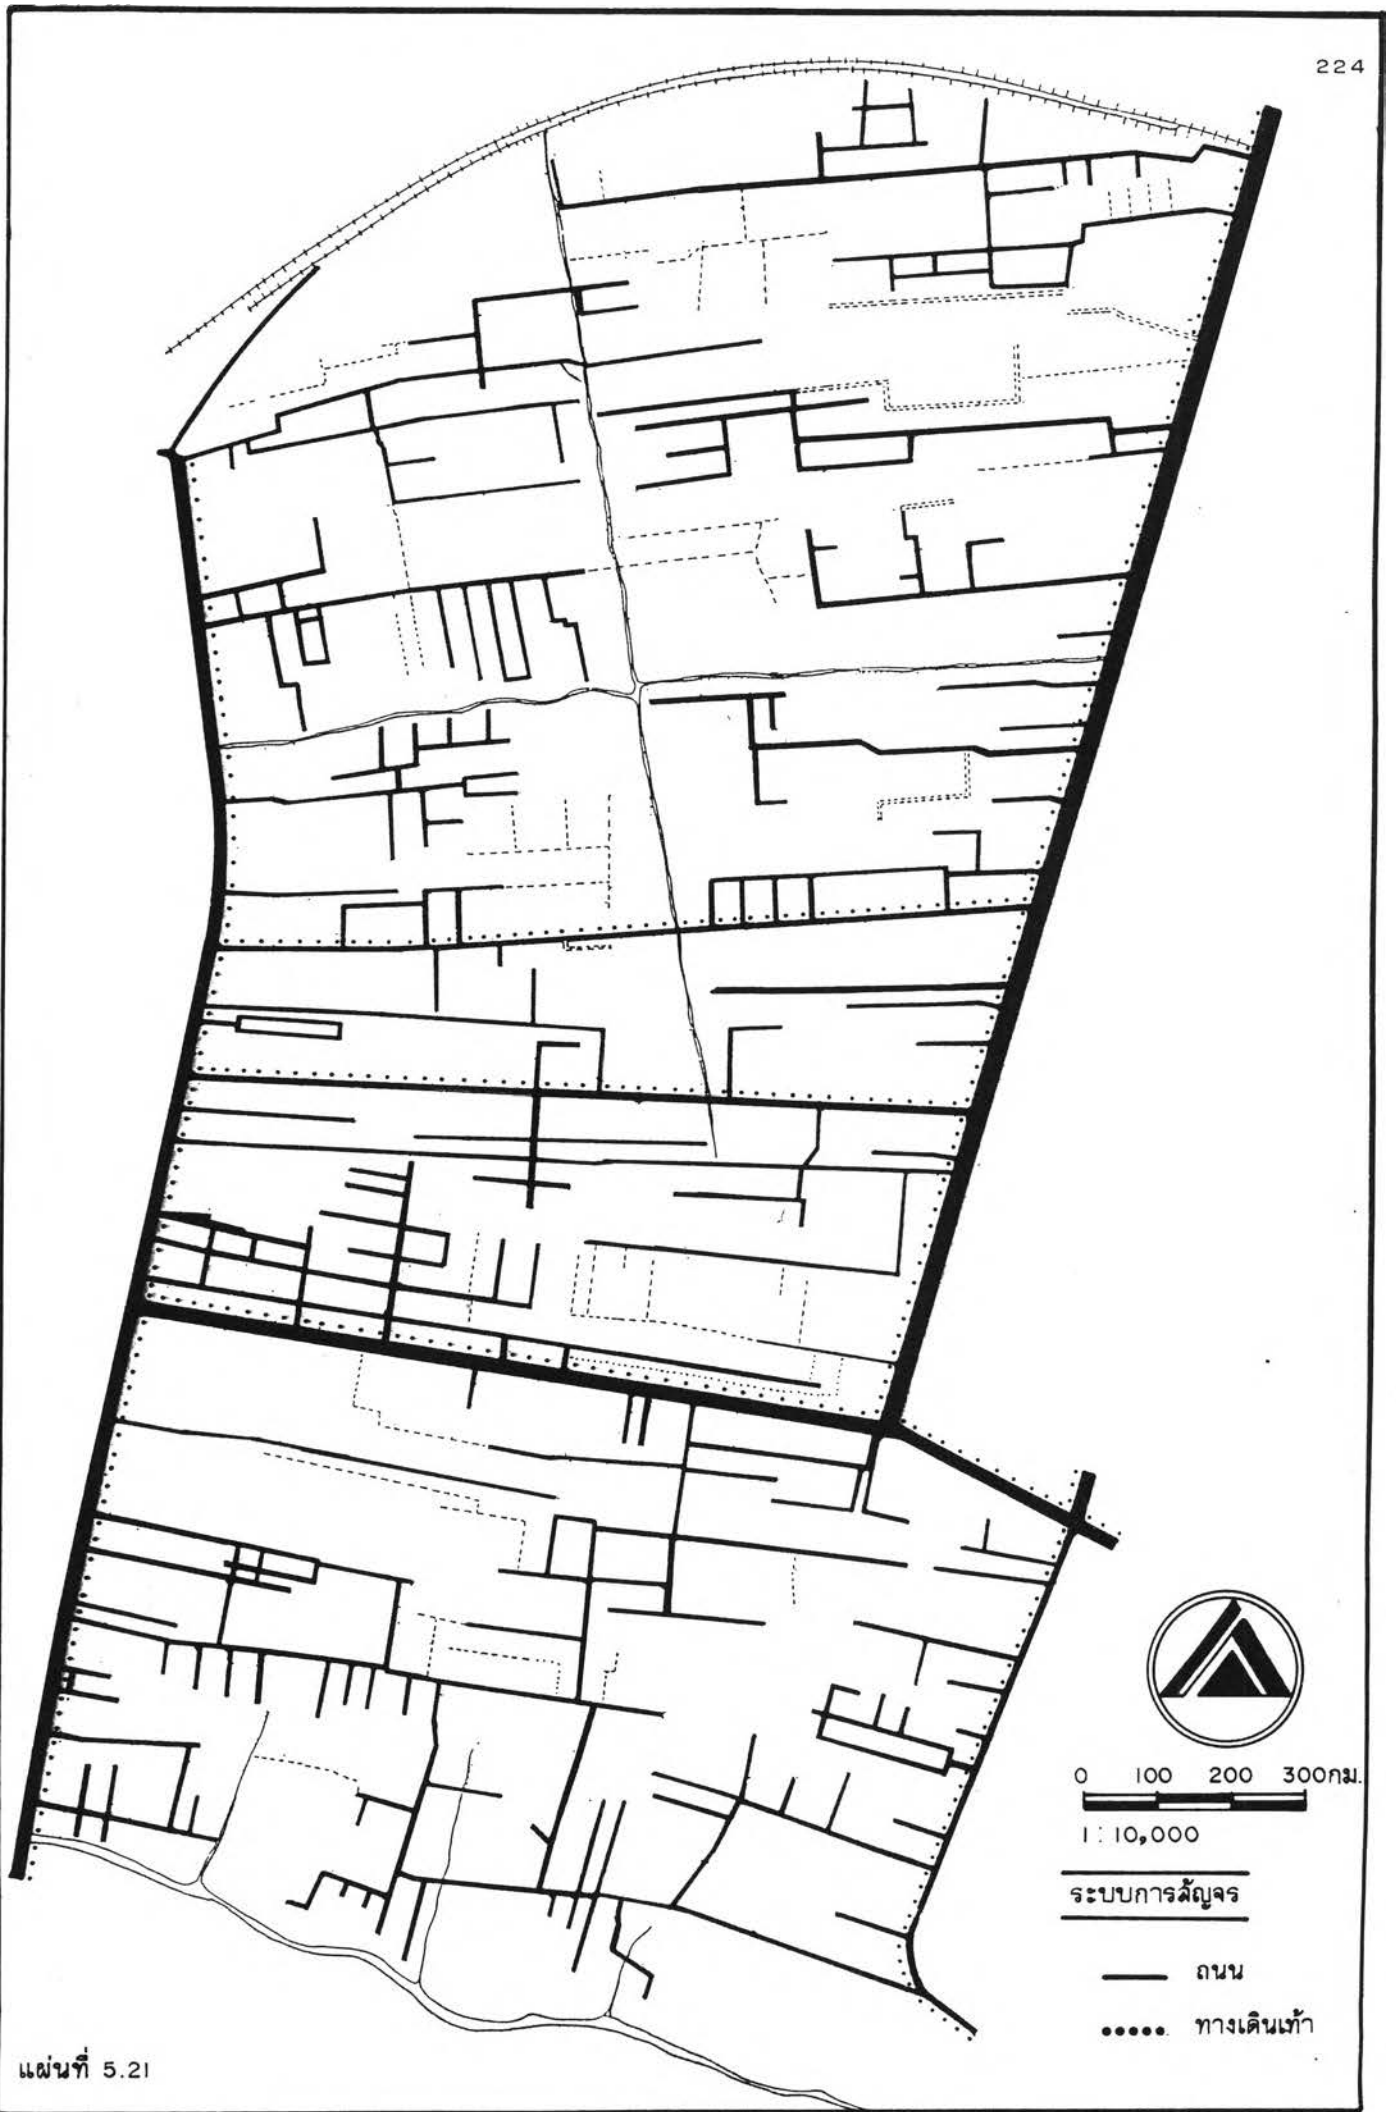 224
0 100 200 300กม.
1:10,000
ระบบการสัญจร
ถนน
ทางเดินเท้า
แผ่นที่ 5.21